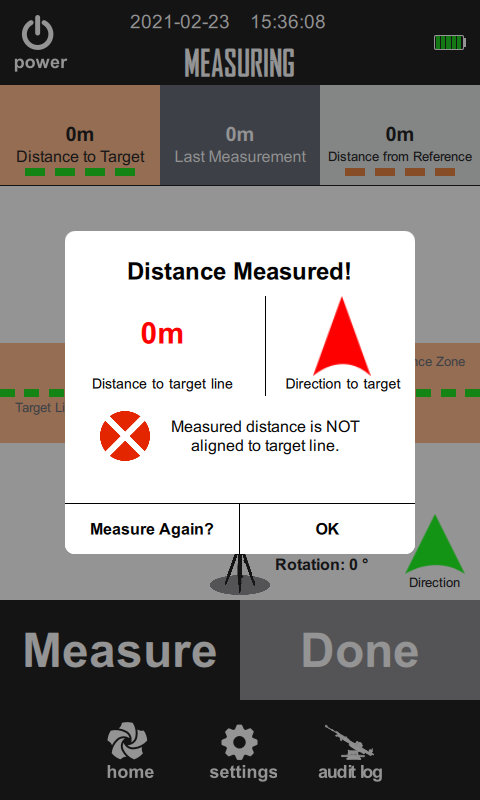 2021-02-23 15:36:08
power
MEASURING
0m
Distance to Target
0m
Last Measurement
0m
Distance from Reference
Distance Measured!
0m
Distance to target line
Direction to target
nce Zone
Target Li
Measured distance is NOT
aligned to target line.
Measure Again?
OK
Rotation: 0 °
Direction
Measure
Done
home
settings
audit log